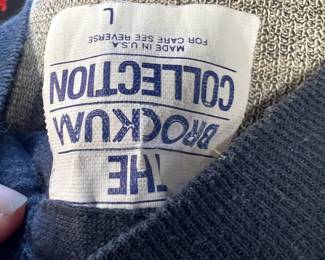 THE
BROCKUM
COLLECTION
L
MADE IN U.S.A.
FOR CARE SEE REVERSE